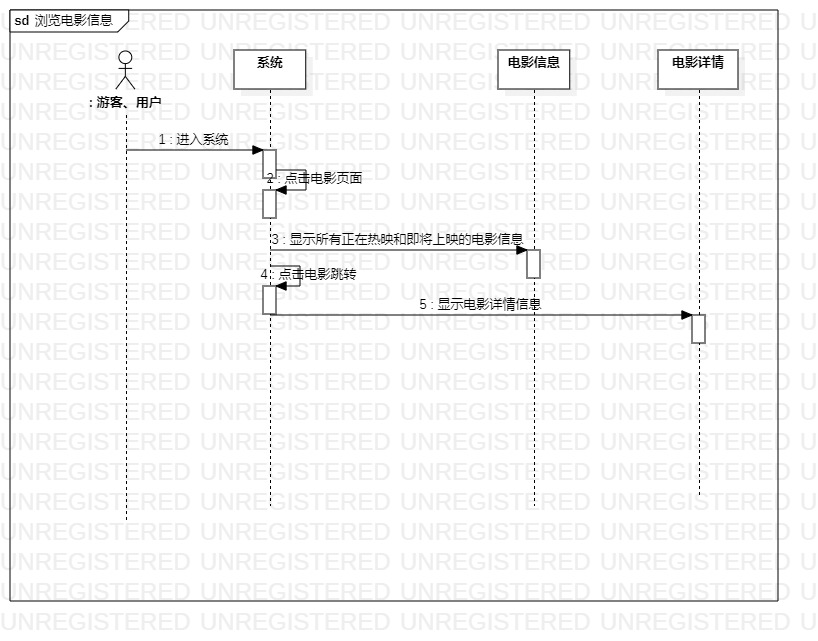 sd 浏览电影信息
系统
电影信息
电影详情
: 游客、用户
1 : 进入系统
2 : 点击电影页面
3 : 显示所有正在热映和即将上映的电影信息
4 : 点击电影跳转
5 : 显示电影详情信息
UNREGISTERED